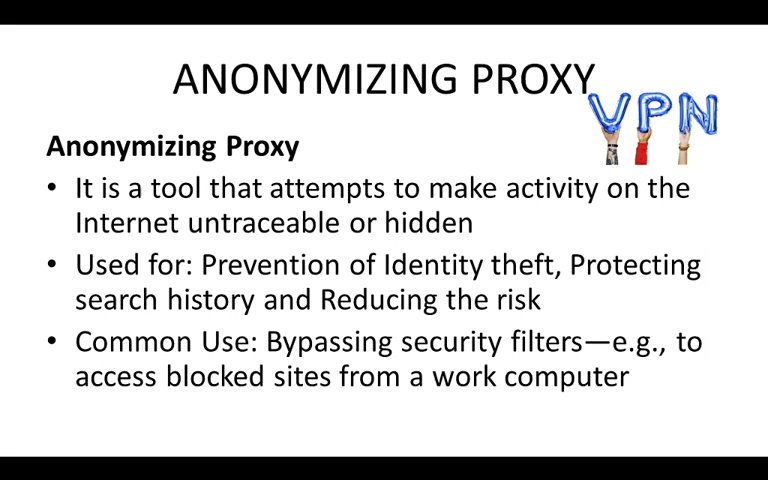 ANONYMIZING PROXY
VPN
Anonymizing Proxy
• It is a tool that attempts to make activity on the
Internet untraceable or hidden
• Used for: Prevention of Identity theft, Protecting
search history and Reducing the risk
• Common Use: Bypassing security filters—e.g., to
access blocked sites from a work computer